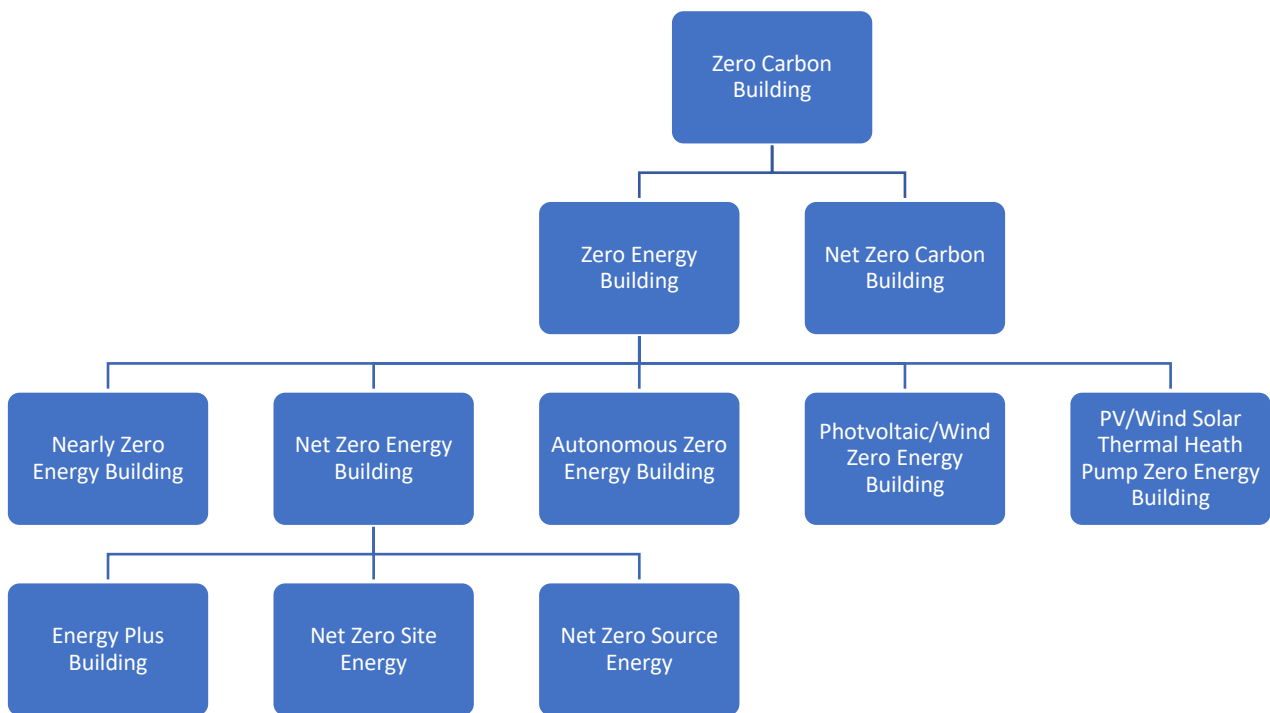 Zero Carbon
Building
Zero Energy
Building
Net Zero Carbon
Building
Nearly Zero
Energy Building
Net Zero Energy
Building
Autonomous Zero
Energy Building
Photvoltaic/Wind
Zero Energy
Building
PV/Wind Solar
Thermal Heath
Pump Zero Energy
Building
Energy Plus
Building
Net Zero Site
Energy
Net Zero Source
Energy